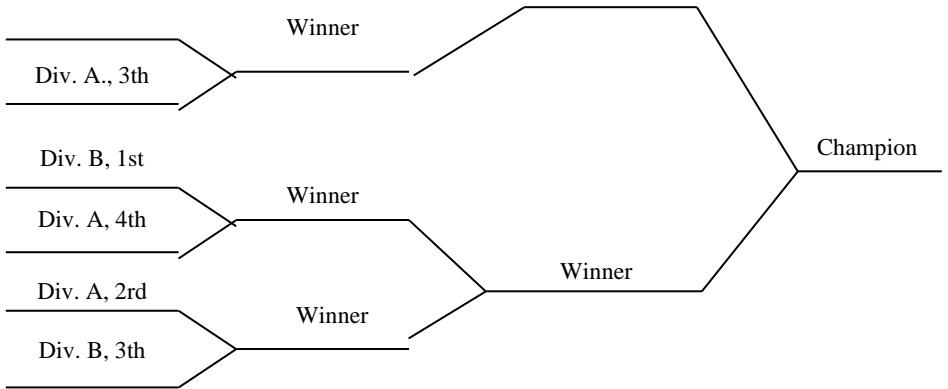 Winner
Div. A., 3th
Div. B, 1st
Champion
Winner
Div. A, 4th
Winner
Div. A, 2rd
Winner
Div. B, 3th